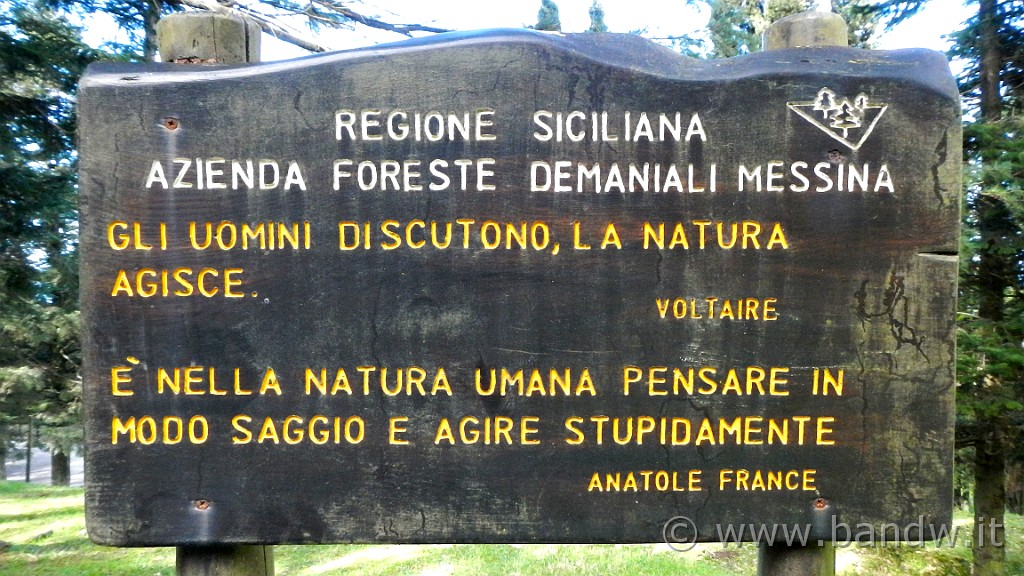 REGIONE SICILIANA
AZIENDA FORESTE DEMANIALI MESSINA
GLI UOMINI DISCUTONO, LA NATURA
AGISCE.
VOLTAIRE
È NELLA NATURA UMANA PENSARE IN
MODO SAGGIO E AGIRE STUPIDAMENTE
ANATOLE FRANCE
© www.bandw.it